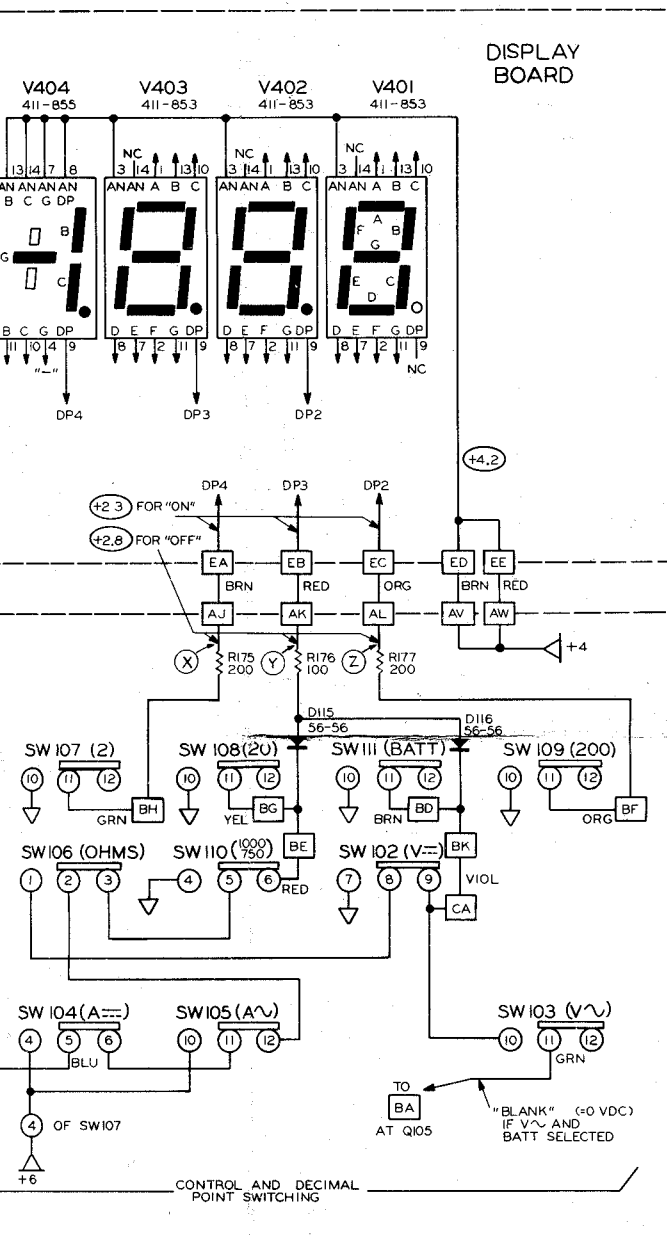 DISPLAY
BOARD
V404 V403 V402 V401
411-855 411-853 411-853 411-853
NC NC NC
13 14 7 8 3 14 1 13 10 3 14 1 13 10 3 14 1 13 10
AN AN AN AN AN AN A B C AN AN A B C AN AN A B C
B C G DP
B A
F B
G
G C E C
D
B C G DP D E F G DP D E F G DP D E F G DP
11 10 4 9 8 7 2 11 9 8 7 2 11 9 8 7 2 11 9
"—" NC
DP4 DP3 DP2
+4.2
DP4 DP3 DP2
+2 3 FOR "ON"
+2.8 FOR "OFF"
EA EB EC ED EE
BRN RED ORG BRN RED
AJ AK AL AV AW
+4
X R175 Y R176 Z R177
200 100 200
D115 D116
56-56 56-56
SW107 (2) SW108(20) SW111(BATT) SW109(200)
10 11 12 10 11 12 10 11 12 10 11 12
BH BG BD BF
GRN YEL BRN ORG
BE BK
SW106 (OHMS) SW110(1000 750) SW102(V⎓)
1 2 3 4 5 6 7 8 9
RED VIOL
CA
SW104(A⎓) SW105(A∿) SW103(V∿)
4 5 6 10 11 12 10 11 12
BLU GRN
TO
BA
AT Q105
"BLANK" (=0 VDC)
IF V∿ AND
BATT SELECTED
4 OF SW107
+6
CONTROL AND DECIMAL
POINT SWITCHING